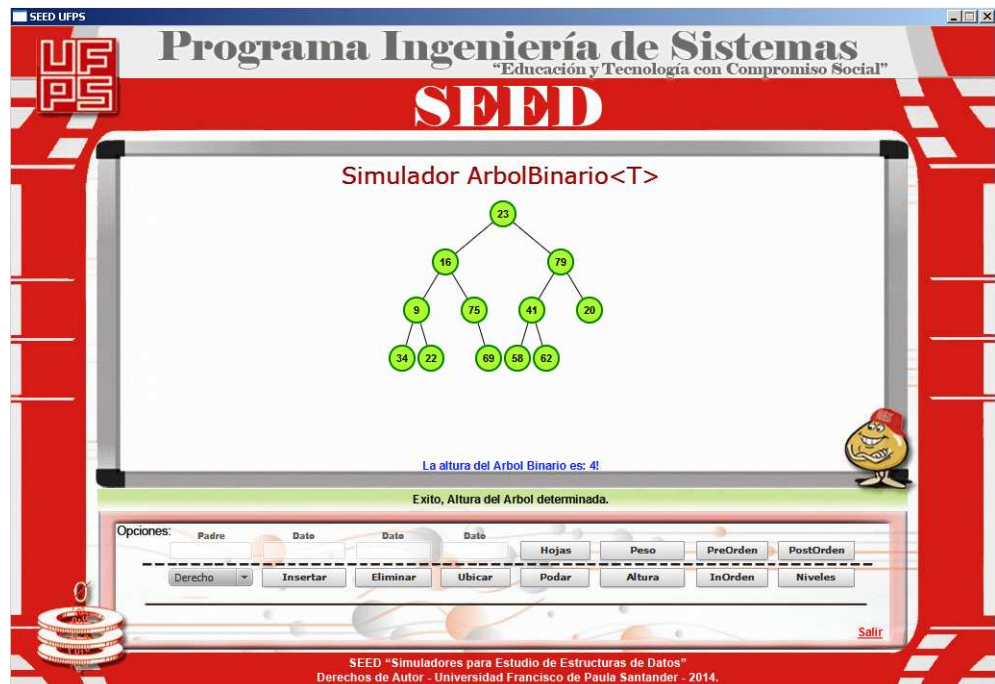 SEED UFPS
UFPS
Programa Ingeniería de Sistemas
“Educación y Tecnología con Compromiso Social”
SEED
Simulador ArbolBinario<T>
23
16 79
9 75 41 20
34 22 69 58 62
La altura del Arbol Binario es: 4!
Exito, Altura del Arbol determinada.
Opciones:
Padre Dato Dato Dato
Hojas Peso PreOrden PostOrden
Derecho Insertar Eliminar Ubicar Podar Altura InOrden Niveles
Salir
SEED “Simuladores para Estudio de Estructuras de Datos”
Derechos de Autor - Universidad Francisco de Paula Santander - 2014.